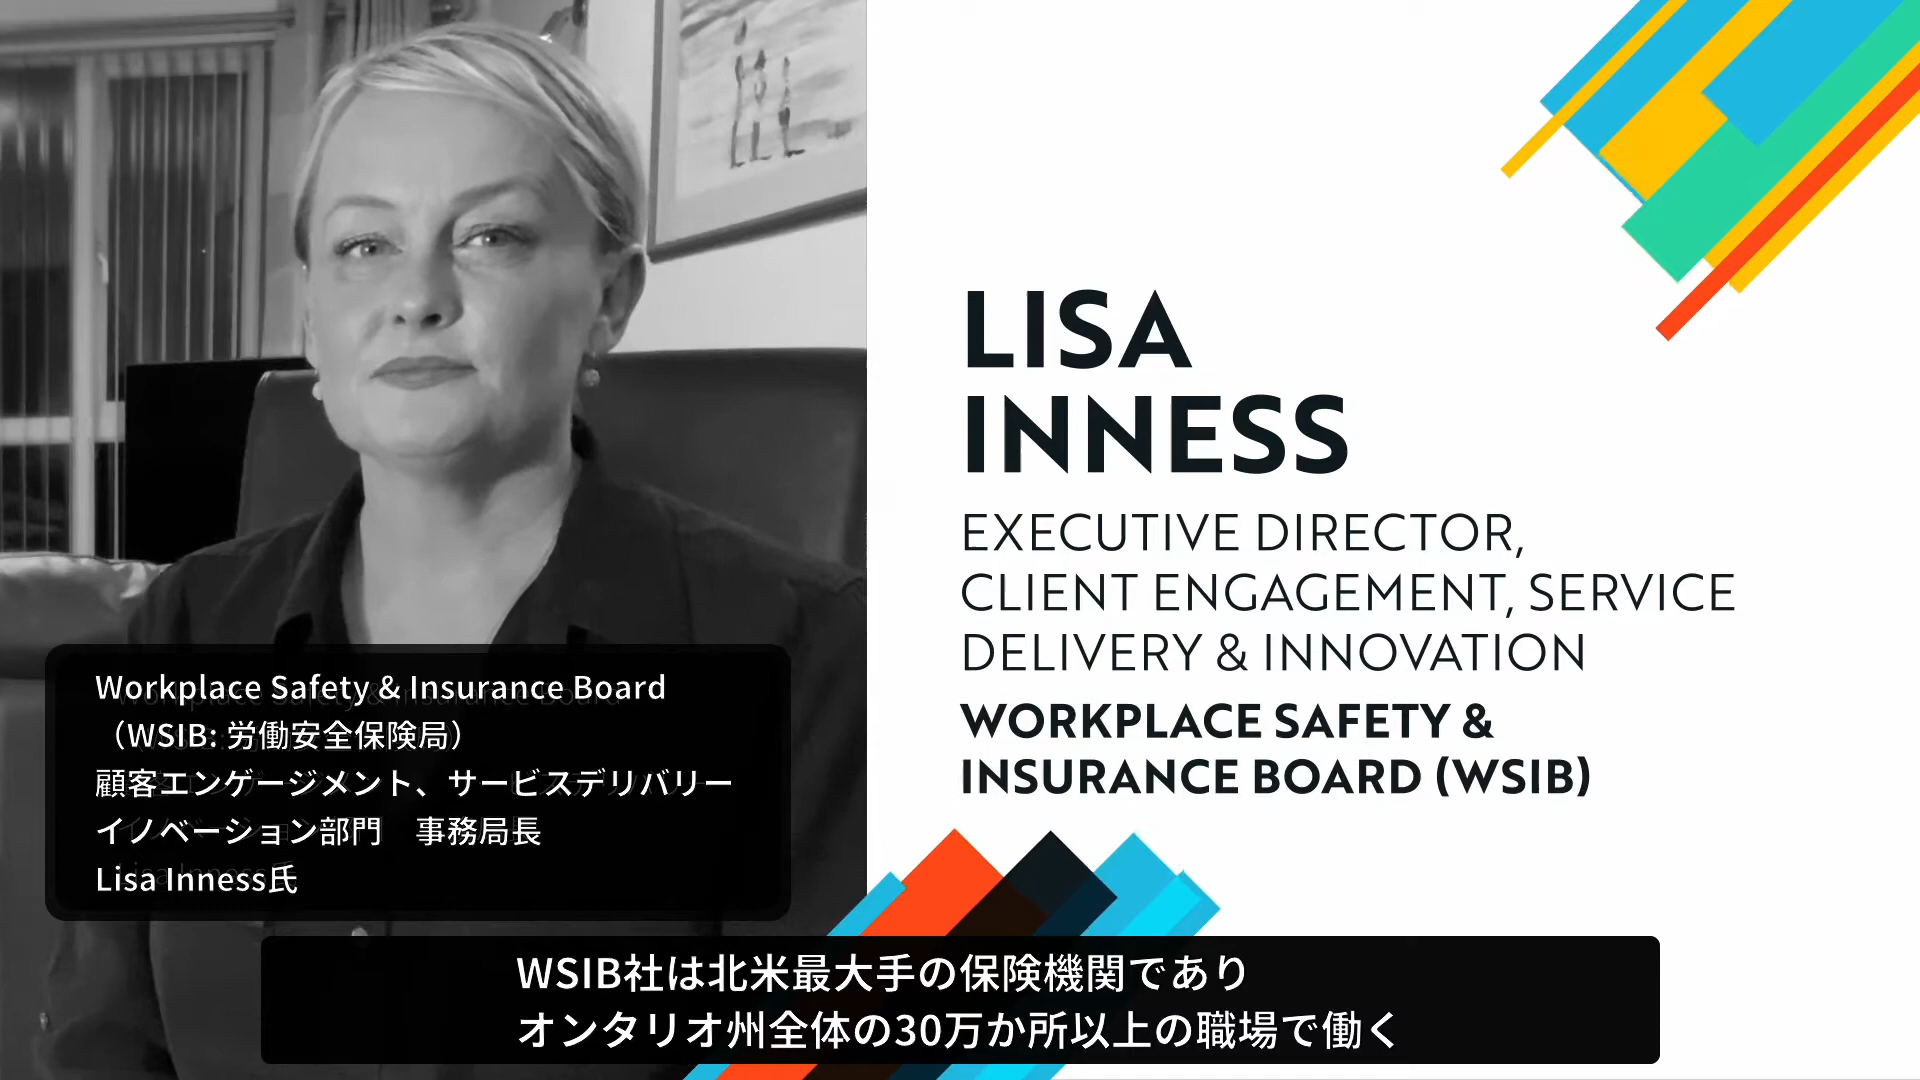 LISA
INNESS
EXECUTIVE DIRECTOR,
CLIENT ENGAGEMENT, SERVICE
DELIVERY & INNOVATION
WORKPLACE SAFETY &
INSURANCE BOARD (WSIB)
Workplace Safety & Insurance Board
（WSIB: 労働安全保険局）
顧客エンゲージメント、サービスデリバリー
イノベーション部門　事務局長
Lisa Inness氏
WSIB社は北米最大手の保険機関であり
オンタリオ州全体の30万か所以上の職場で働く